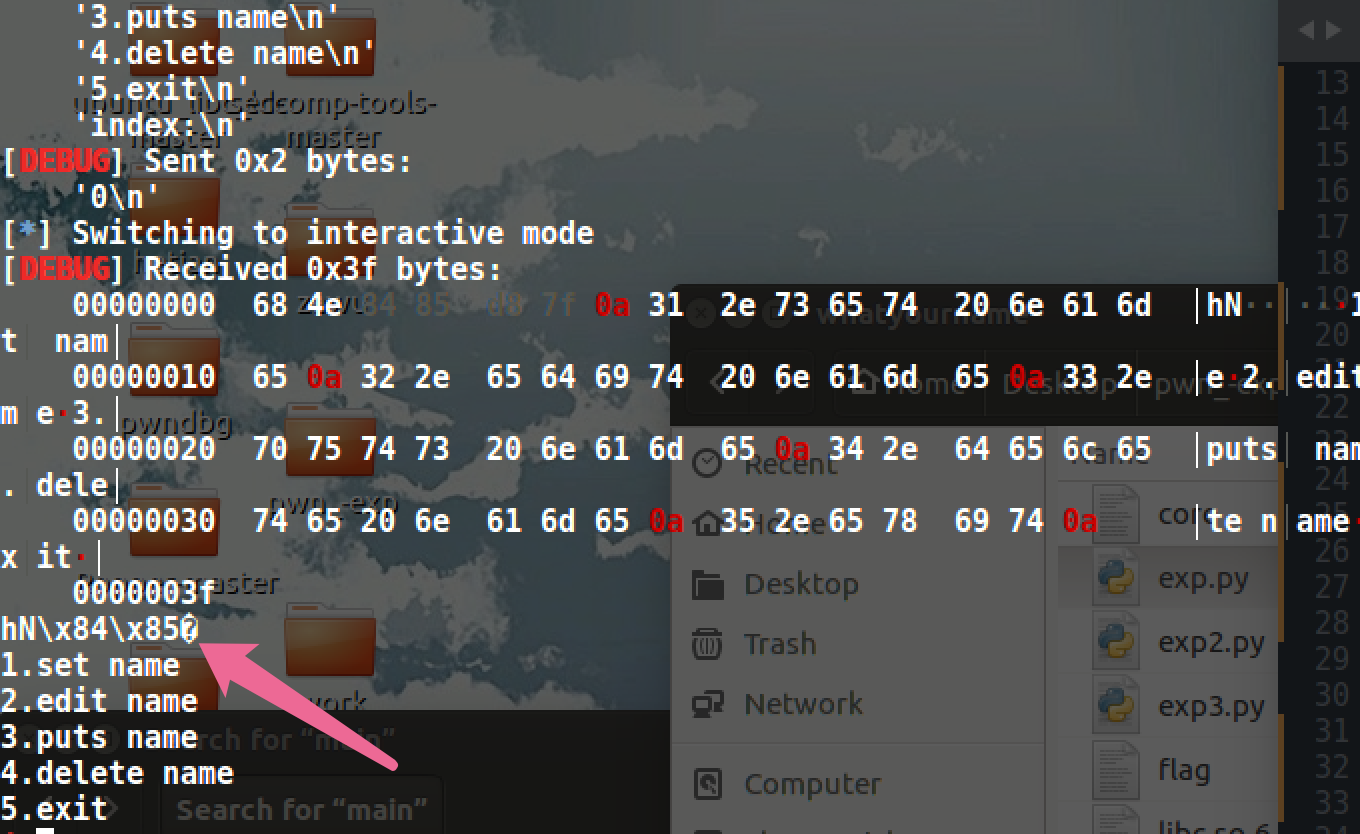 '3.puts name\n'
'4.delete name\n'
'5.exit\n'
'index:\n'
[DEBUG] Sent 0x2 bytes:
'0\n'
[*] Switching to interactive mode
[DEBUG] Received 0x3f bytes:
00000000 68 4e 84 85 d8 7f 0a 31 2e 73 65 74 20 6e 61 6d │hN··│··1
t nam│
00000010 65 0a 32 2e 65 64 69 74 20 6e 61 6d 65 0a 33 2e │e·2.│edit
m e·3.│
00000020 70 75 74 73 20 6e 61 6d 65 0a 34 2e 64 65 6c 65 │puts│ nam
. dele│
00000030 74 65 20 6e 61 6d 65 0a 35 2e 65 78 69 74 0a │te n│ame·
x it·│
0000003f
hN\x84\x85�
1.set name
2.edit name
3.puts name
4.delete name
5.exit
seccomp-tools-
master
master
pwndbg
pwn_-exp
work
Search for “main”
Search for “main”
whatyourname
Home
Desktop
pwn_-exp
Recent
Home
Desktop
Trash
Network
Computer
Name
core
exp.py
exp2.py
exp3.py
flag
libc.so.6
13
14
15
16
17
18
19
20
21
22
24
26
27
28
29
30
31
32
33